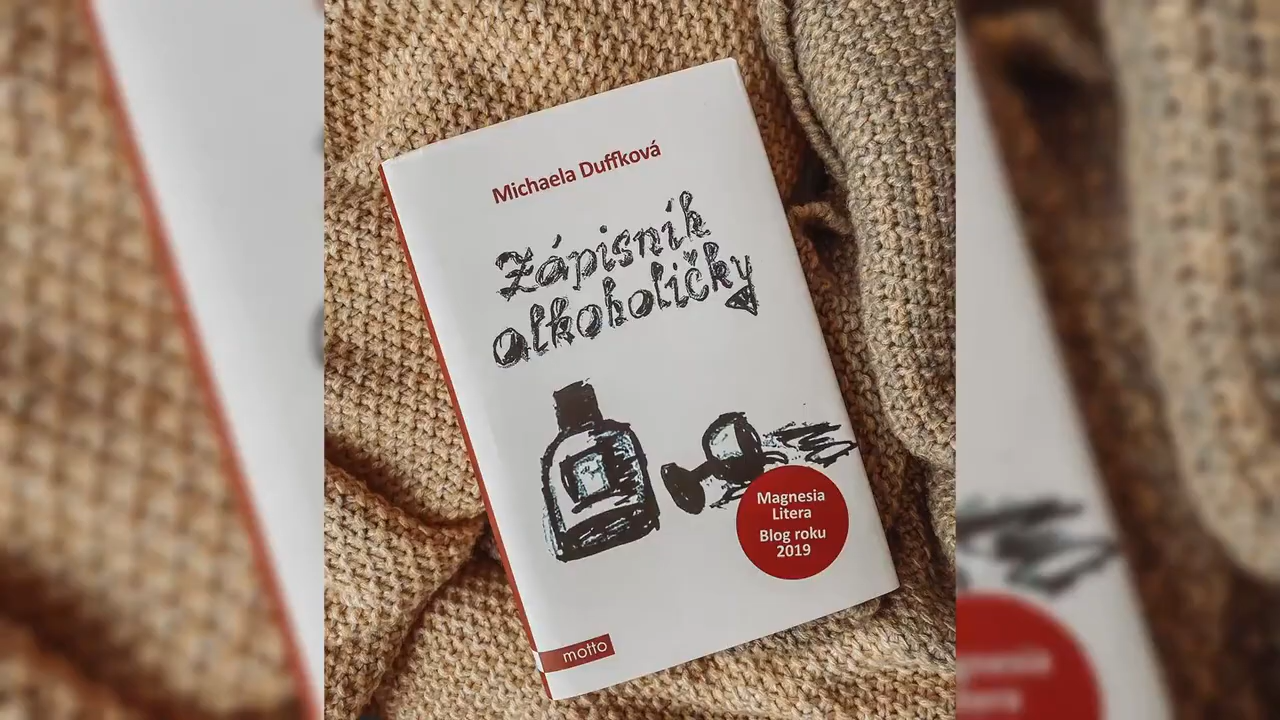 Michaela Duffková
Zápisník
alkoholičky
Magnesia
Litera
Blog roku
2019
motto